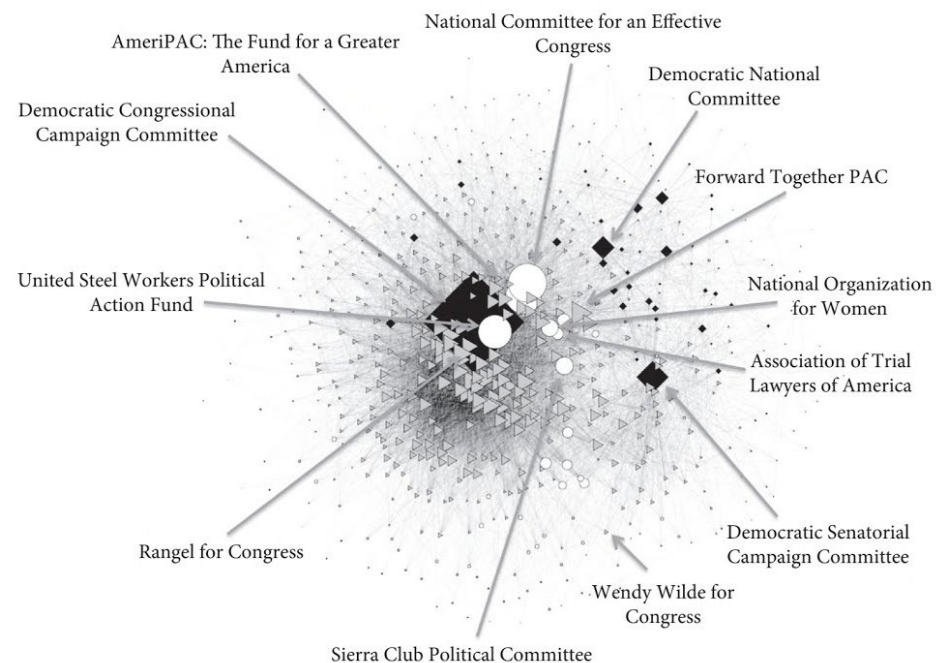 National Committee for an Effective
Congress
AmeriPAC: The Fund for a Greater
America
Democratic National
Committee
Democratic Congressional
Campaign Committee
Forward Together PAC
United Steel Workers Political
Action Fund
National Organization
for Women
Association of Trial
Lawyers of America
Rangel for Congress
Democratic Senatorial
Campaign Committee
Wendy Wilde for
Congress
Sierra Club Political Committee